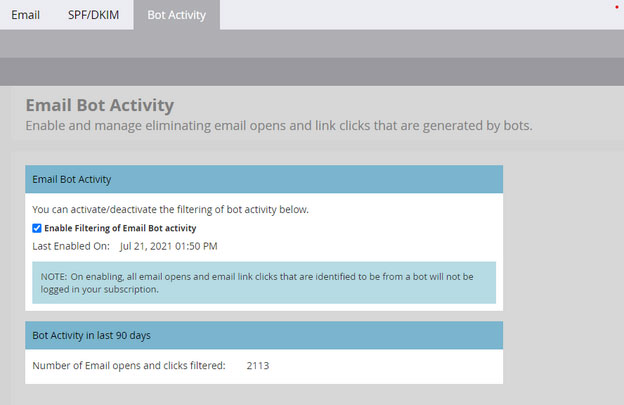 Email SPF/DKIM Bot Activity
Email Bot Activity
Enable and manage eliminating email opens and link clicks that are generated by bots.
Email Bot Activity
You can activate/deactivate the filtering of bot activity below.
Enable Filtering of Email Bot activity
Last Enabled On: Jul 21, 2021 01:50 PM
NOTE: On enabling, all email opens and email link clicks that are identified to be from a bot will not be
logged in your subscription.
Bot Activity in last 90 days
Number of Email opens and clicks filtered: 2113